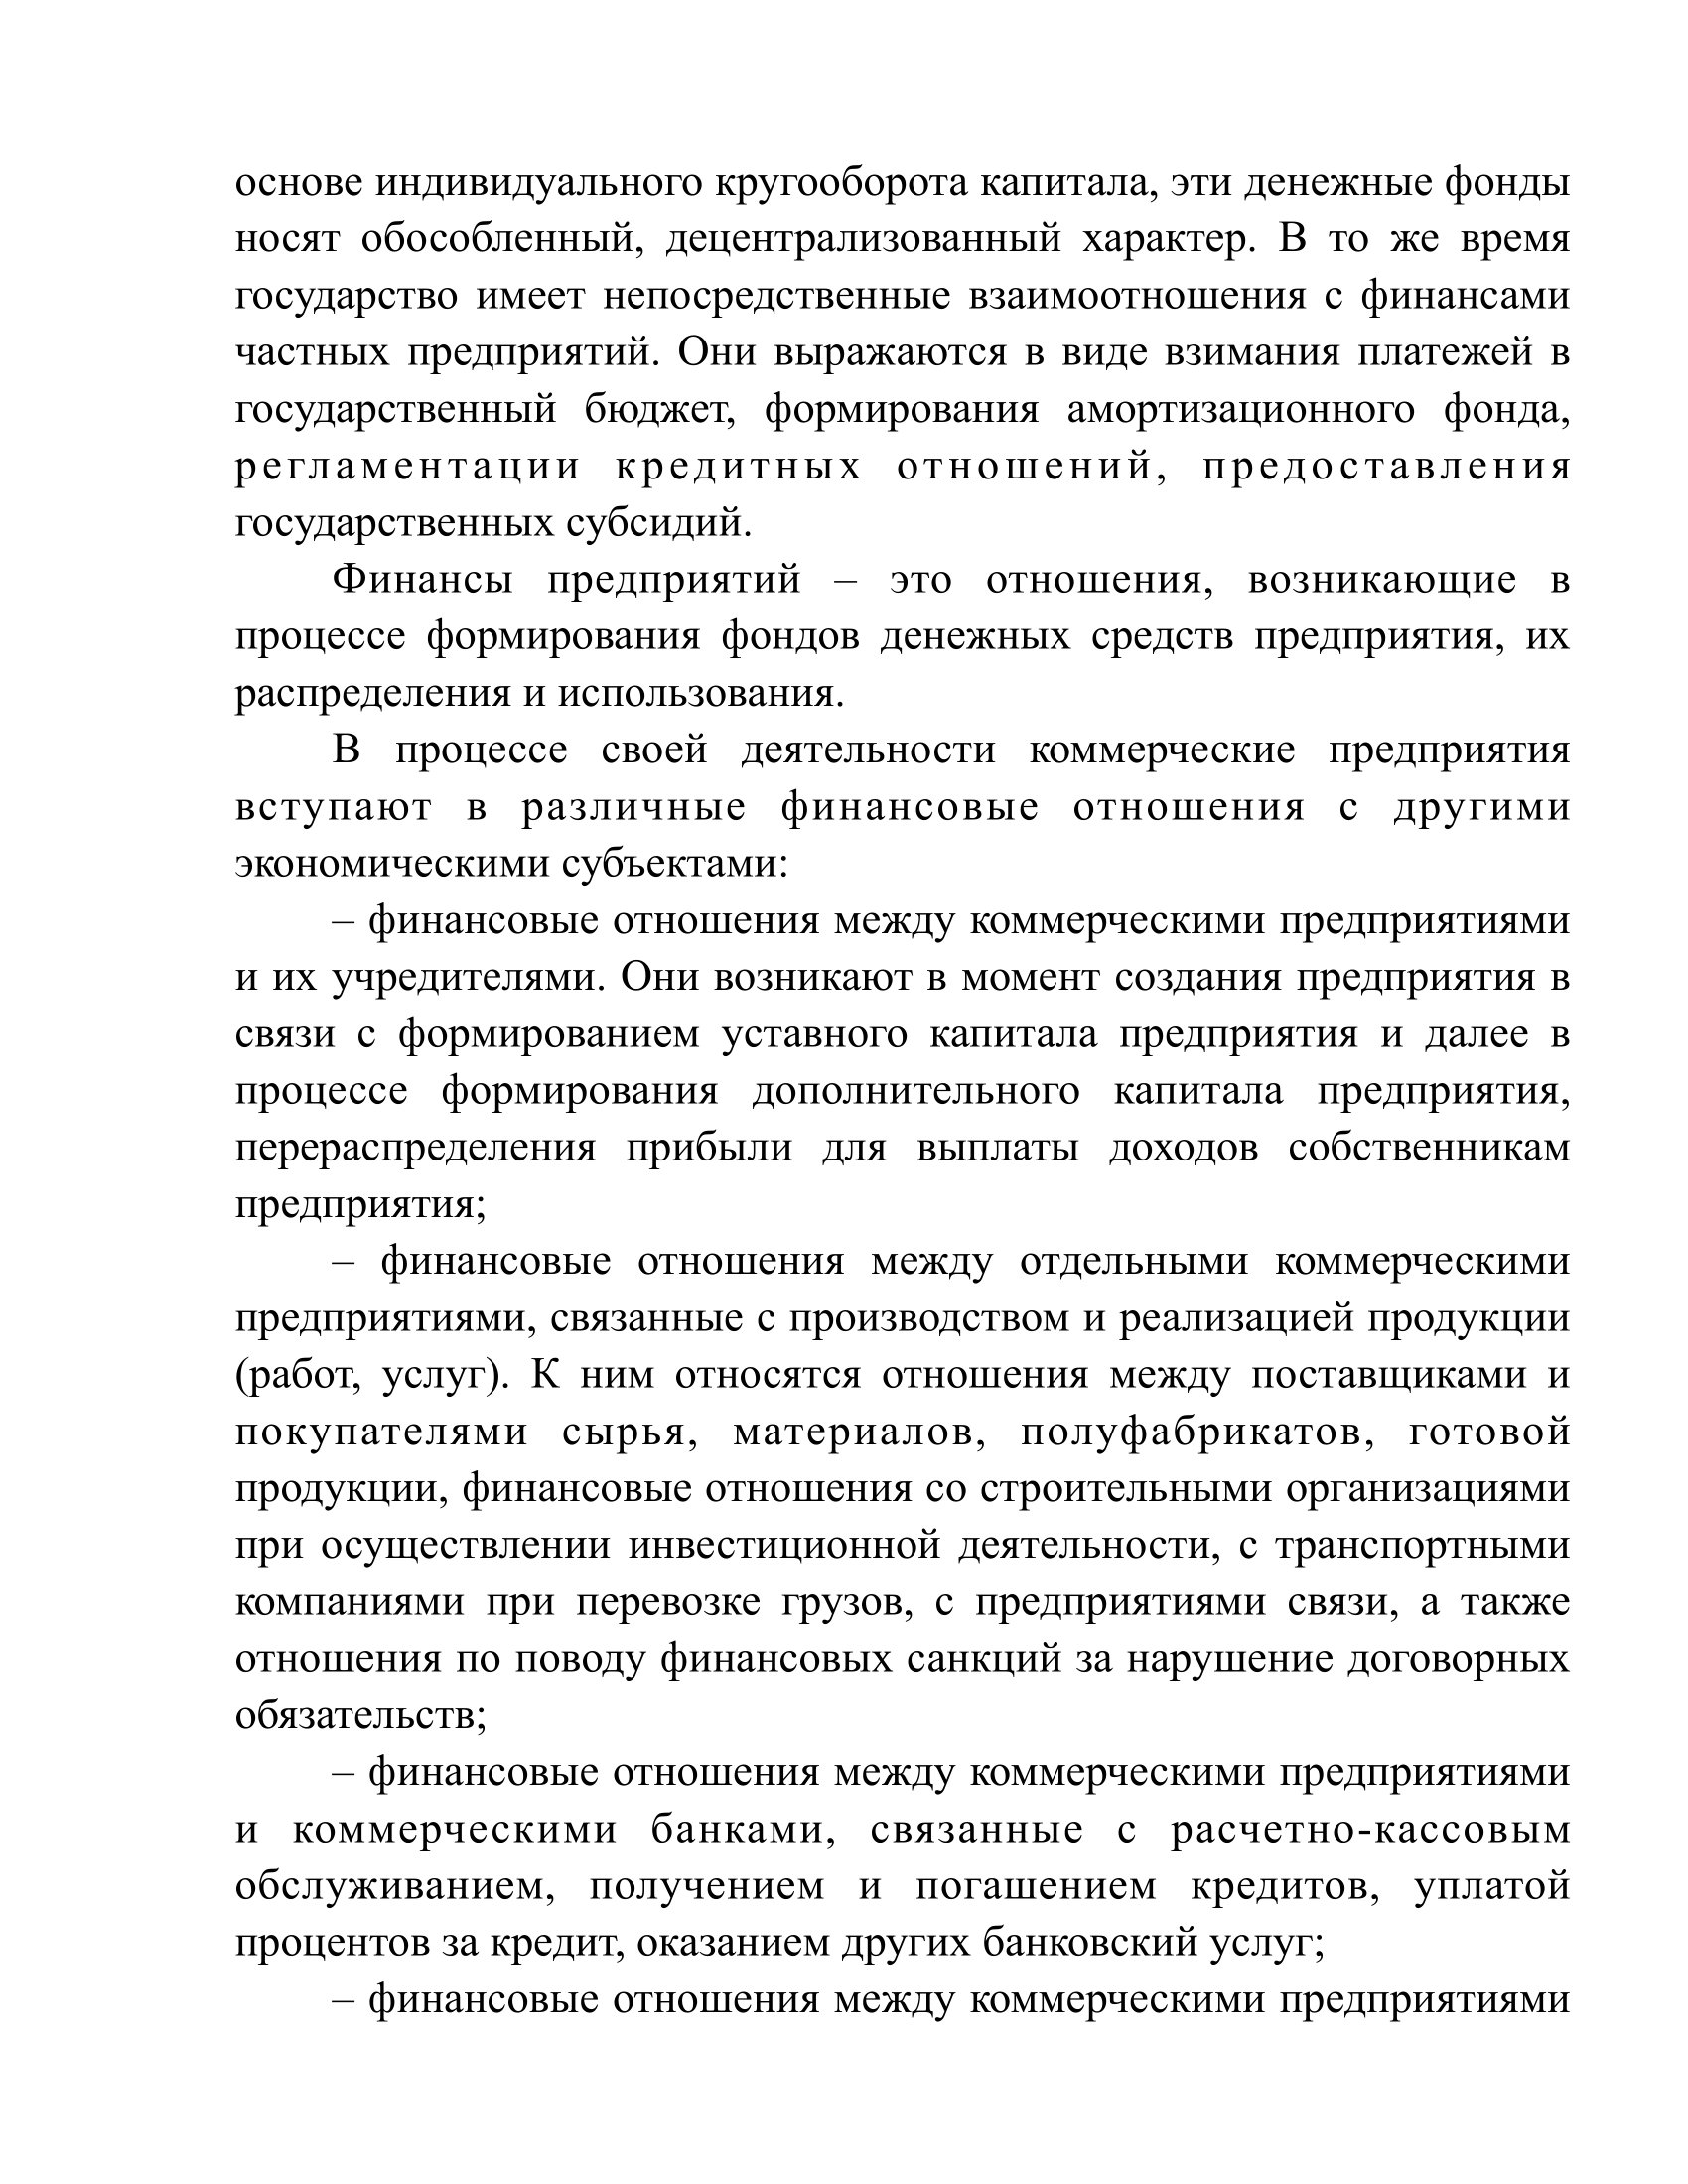 основе индивидуального кругооборота капитала, эти денежные фонды
носят обособленный, децентрализованный характер. В то же время
государство имеет непосредственные взаимоотношения с финансами
частных предприятий. Они выражаются в виде взимания платежей в
государственный бюджет, формирования амортизационного фонда,
регламентации кредитных отношений, предоставления
государственных субсидий.
Финансы предприятий – это отношения, возникающие в
процессе формирования фондов денежных средств предприятия, их
распределения и использования.
В процессе своей деятельности коммерческие предприятия
вступают в различные финансовые отношения с другими
экономическими субъектами:
– финансовые отношения между коммерческими предприятиями
и их учредителями. Они возникают в момент создания предприятия в
связи с формированием уставного капитала предприятия и далее в
процессе формирования дополнительного капитала предприятия,
перераспределения прибыли для выплаты доходов собственникам
предприятия;
– финансовые отношения между отдельными коммерческими
предприятиями, связанные с производством и реализацией продукции
(работ, услуг). К ним относятся отношения между поставщиками и
покупателями сырья, материалов, полуфабрикатов, готовой
продукции, финансовые отношения со строительными организациями
при осуществлении инвестиционной деятельности, с транспортными
компаниями при перевозке грузов, с предприятиями связи, а также
отношения по поводу финансовых санкций за нарушение договорных
обязательств;
– финансовые отношения между коммерческими предприятиями
и коммерческими банками, связанные с расчетно-кассовым
обслуживанием, получением и погашением кредитов, уплатой
процентов за кредит, оказанием других банковский услуг;
– финансовые отношения между коммерческими предприятиями